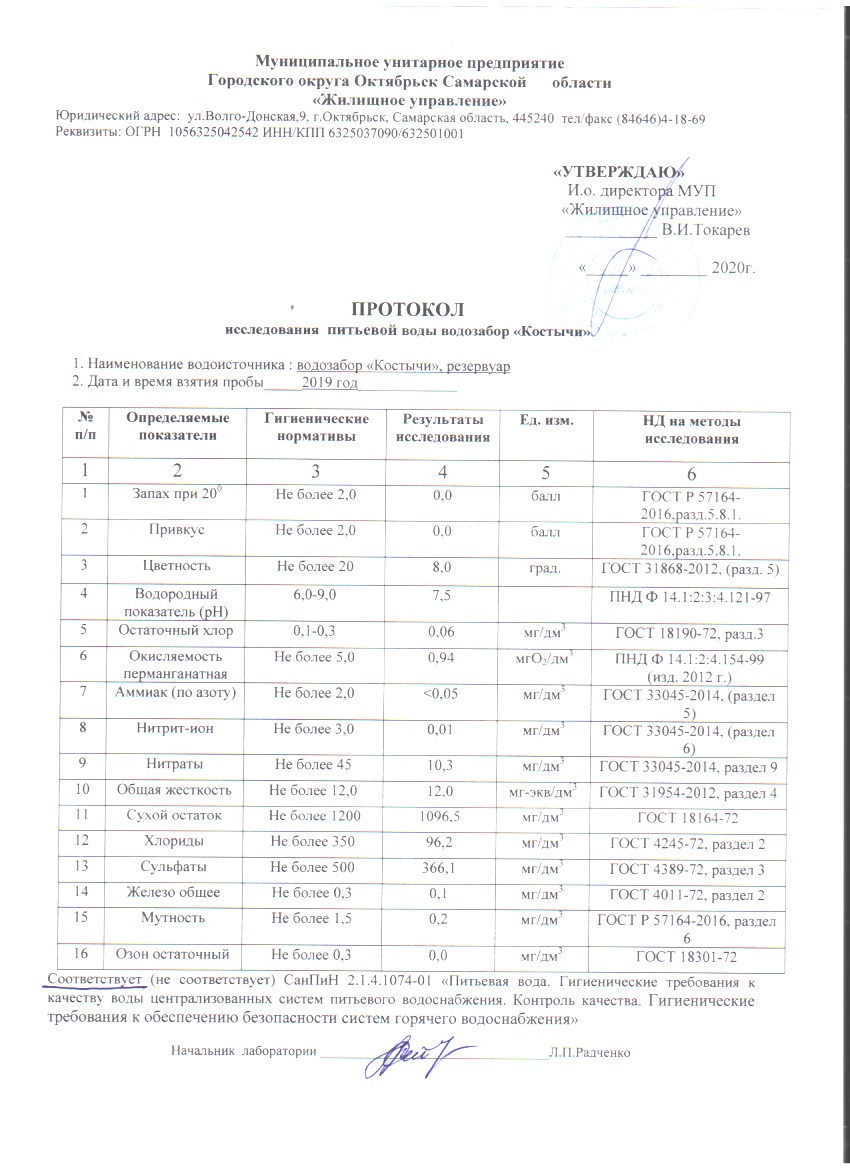 Муниципальное унитарное предприятие
Городского округа Октябрьск Самарской области
«Жилищное управление»
Юридический адрес: ул.Волго-Донская,9, г.Октябрьск, Самарская область, 445240 тел/факс (84646)4-18-69
Реквизиты: ОГРН 1056325042542 ИНН/КПП 6325037090/632501001
«УТВЕРЖДАЮ»
И.о. директора МУП
«Жилищное управление»
___________ В.И.Токарев
«_____» ________ 2020г.
ПРОТОКОЛ
исследования питьевой воды водозабор «Костычи»
1. Наименование водоисточника : водозабор «Костычи», резервуар
2. Дата и время взятия пробы_____2019 год_____________
№ п/п | Определяемые показатели | Гигиенические нормативы | Результаты исследования | Ед. изм. | НД на методы исследования
1 | 2 | 3 | 4 | 5 | 6
1 | Запах при 20⁰ | Не более 2,0 | 0,0 | балл | ГОСТ Р 57164-2016,разд.5.8.1.
2 | Привкус | Не более 2,0 | 0,0 | балл | ГОСТ Р 57164-2016,разд.5.8.1.
3 | Цветность | Не более 20 | 8,0 | град. | ГОСТ 31868-2012, (разд. 5)
4 | Водородный показатель (pH) | 6,0-9,0 | 7,5 | | ПНД Ф 14.1:2:3:4.121-97
5 | Остаточный хлор | 0,1-0,3 | 0,06 | мг/дм³ | ГОСТ 18190-72, разд.3
6 | Окисляемость перманганатная | Не более 5,0 | 0,94 | мгО₂/дм³ | ПНД Ф 14.1:2:4.154-99 (изд. 2012 г.)
7 | Аммиак (по азоту) | Не более 2,0 | <0,05 | мг/дм³ | ГОСТ 33045-2014, (раздел 5)
8 | Нитрит-ион | Не более 3,0 | 0,01 | мг/дм³ | ГОСТ 33045-2014, (раздел 6)
9 | Нитраты | Не более 45 | 10,3 | мг/дм³ | ГОСТ 33045-2014, раздел 9
10 | Общая жесткость | Не более 12,0 | 12,0 | мг-экв/дм³ | ГОСТ 31954-2012, раздел 4
11 | Сухой остаток | Не более 1200 | 1096,5 | мг/дм³ | ГОСТ 18164-72
12 | Хлориды | Не более 350 | 96,2 | мг/дм³ | ГОСТ 4245-72, раздел 2
13 | Сульфаты | Не более 500 | 366,1 | мг/дм³ | ГОСТ 4389-72, раздел 3
14 | Железо общее | Не более 0,3 | 0,1 | мг/дм³ | ГОСТ 4011-72, раздел 2
15 | Мутность | Не более 1,5 | 0,2 | мг/дм³ | ГОСТ Р 57164-2016, раздел 6
16 | Озон остаточный | Не более 0,3 | 0,0 | мг/дм³ | ГОСТ 18301-72
Соответствует (не соответствует) СанПиН 2.1.4.1074-01 «Питьевая вода. Гигиенические требования к
качеству воды централизованных систем питьевого водоснабжения. Контроль качества. Гигиенические
требования к обеспечению безопасности систем горячего водоснабжения»
Начальник лаборатории ______________________________Л.П.Радченко